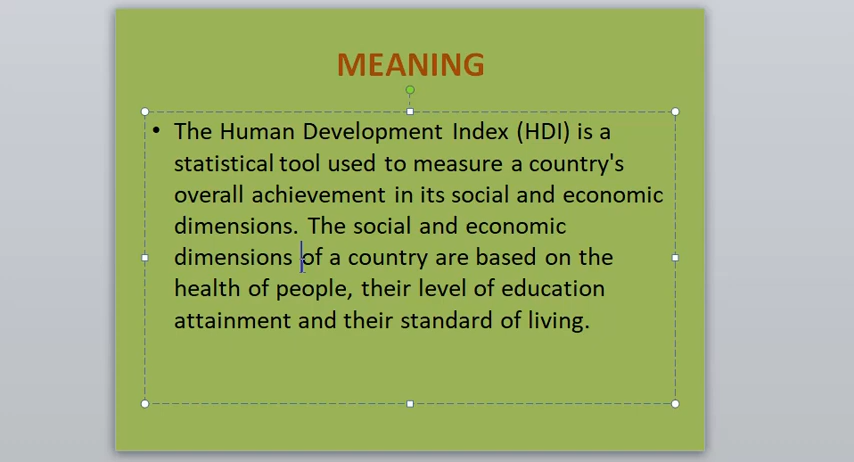 MEANING
• The Human Development Index (HDI) is a
statistical tool used to measure a country's
overall achievement in its social and economic
dimensions. The social and economic
dimensions of a country are based on the
health of people, their level of education
attainment and their standard of living.